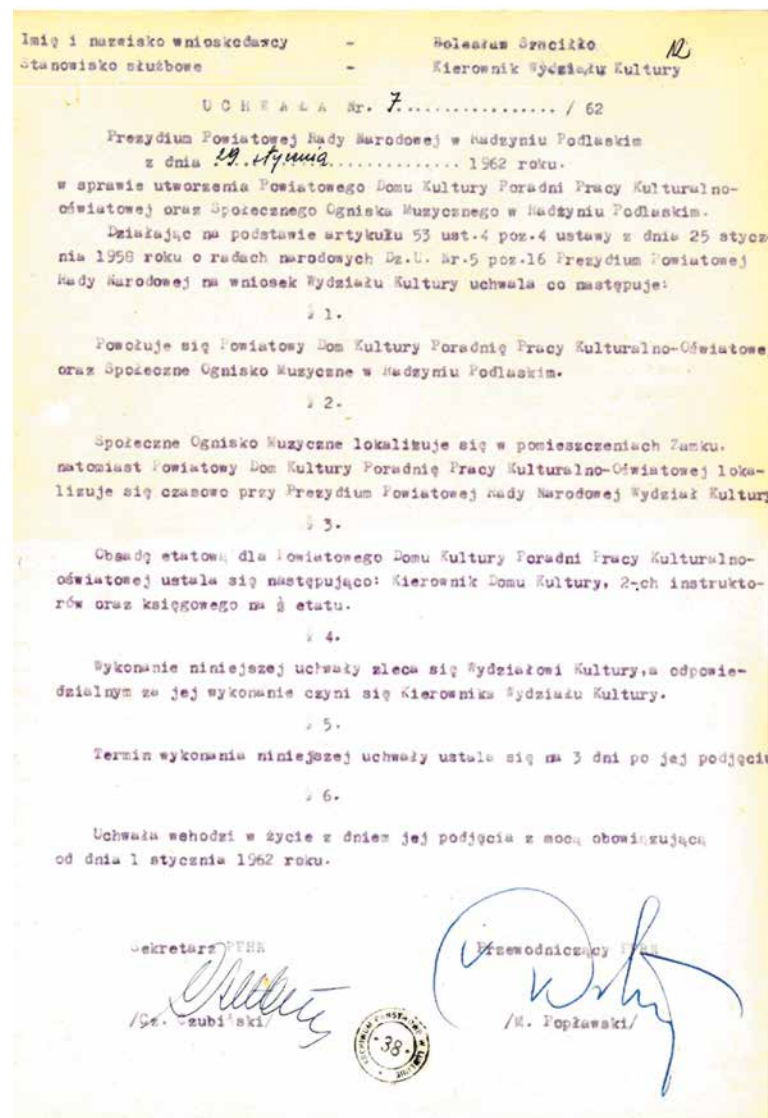 Imię i nazwisko wnioskodawcy - Bolesław Szaciłło 12
Stanowisko służbowe - Kierownik Wydziału Kultury
UCHWAŁA Nr. 7................. / 62
Prezydium Powiatowej Rady Narodowej w Radzyniu Podlaskim
z dnia 29 stycznia.............. 1962 roku.
w sprawie utworzenia Powiatowego Domu Kultury Poradni Pracy Kulturalno-
oświatowej oraz Społecznego Ogniska Muzycznego w Radzyniu Podlaskim.
Działając na podstawie artykułu 53 ust.4 poz.4 ustawy z dnia 25 stycz
nia 1958 roku o radach narodowych Dz.U. Nr.5 poz.16 Prezydium Powiatowej
Rady Narodowej na wniosek Wydziału Kultury uchwala co następuje:
§ 1.
Powołuje się Powiatowy Dom Kultury Poradnię Pracy Kulturalno-Oświatowe
oraz Społeczne Ognisko Muzyczne w Radzyniu Podlaskim.
§ 2.
Społeczne Ognisko Muzyczne lokalizuje się w pomieszczeniach Zamku.
natomiast Powiatowy Dom Kultury Poradnię Pracy Kulturalno-Oświatowej loka-
lizuje się czasowo przy Prezydium Powiatowej Rady Narodowej Wydział Kultury
§ 3.
Obsadę etatową dla Powiatowego Domu Kultury Poradni Pracy Kulturalno-
oświatowej ustala się następująco: Kierownik Domu Kultury, 2-ch instrukto-
rów oraz księgowego na ½ etatu.
§ 4.
Wykonanie niniejszej uchwały zleca się Wydziałowi Kultury,a odpowie-
dzialnym za jej wykonanie czyni się Kierownika Wydziału Kultury.
§ 5.
Termin wykonania niniejszej uchwały ustala się na 3 dni po jej podjęciu
§ 6.
Uchwała wchodzi w życie z dniem jej podjęcia z mocą obowiązującą
od dnia 1 stycznia 1962 roku.
Sekretarz PPRN Przewodniczący PPRN
/Cz. Czubiński/ /M. Popławski/
ARCHIWUM PAŃSTWOWE W LUBLINIE
38